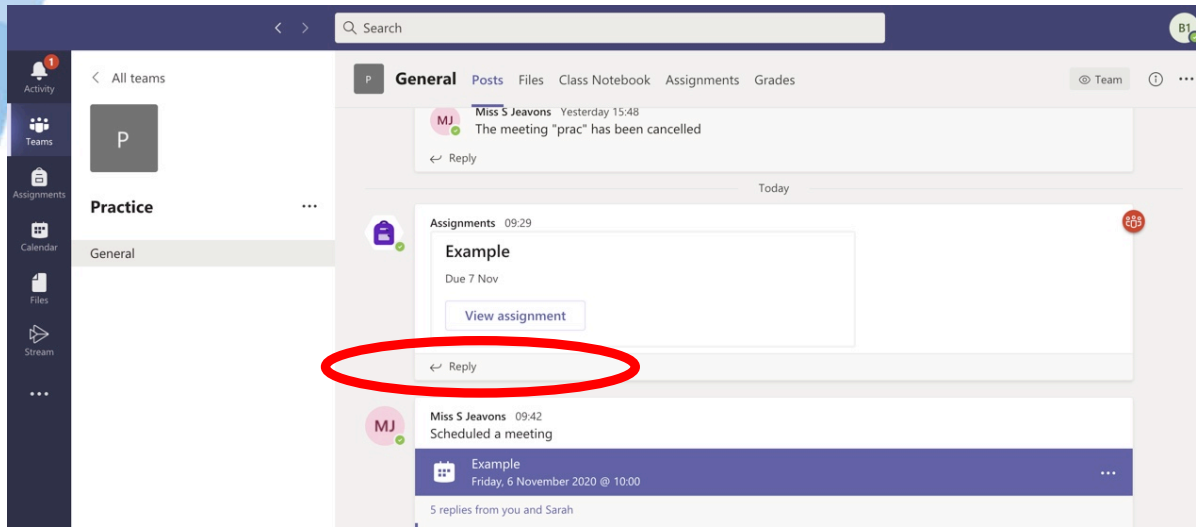 Search
B1
1
Activity
Teams
Assignments
Calendar
Files
Stream
All teams
P
Practice
General
P General Posts Files Class Notebook Assignments Grades Team
MJ Miss S Jeavons Yesterday 15:48
The meeting "prac" has been cancelled
Reply
Today
Assignments 09:29
Example
Due 7 Nov
View assignment
Reply
MJ Miss S Jeavons 09:42
Scheduled a meeting
Example
Friday, 6 November 2020 @ 10:00
5 replies from you and Sarah